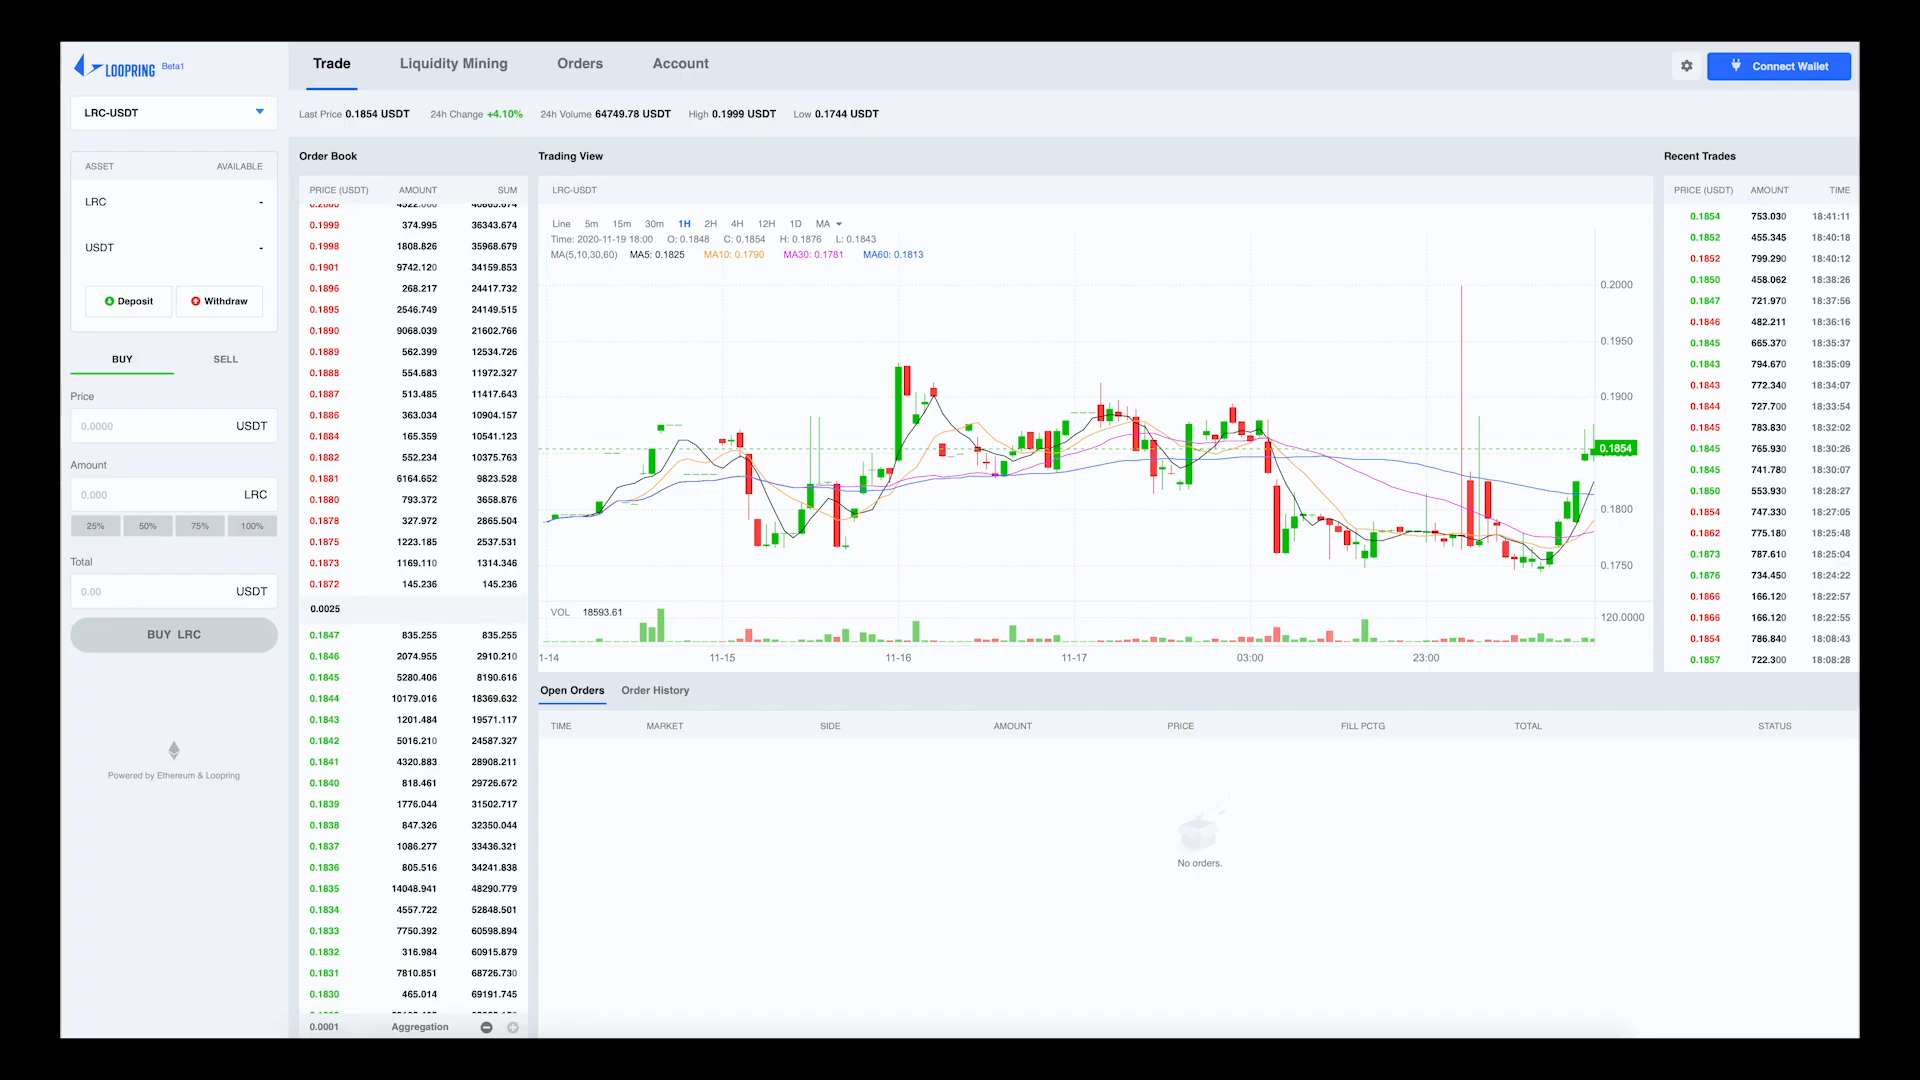 LOOPRING Beta1
Trade Liquidity Mining Orders Account
Connect Wallet
LRC-USDT
Last Price 0.1854 USDT 24h Change +4.10% 24h Volume 64749.78 USDT High 0.1999 USDT Low 0.1744 USDT
ASSET AVAILABLE
LRC -
USDT -
Deposit Withdraw
BUY SELL
Price
0.0000 USDT
Amount
0.000 LRC
25% 50% 75% 100%
Total
0.00 USDT
BUY LRC
Powered by Ethereum & Loopring
Order Book
PRICE (USDT) AMOUNT SUM
0.1999 374.995 36343.674
0.1998 1808.826 35968.679
0.1901 9742.120 34159.853
0.1896 268.217 24417.732
0.1895 2546.749 24149.515
0.1890 9068.039 21602.766
0.1889 562.399 12534.726
0.1888 554.683 11972.327
0.1887 513.485 11417.643
0.1886 363.034 10904.157
0.1884 165.359 10541.123
0.1882 552.234 10375.763
0.1881 6164.652 9823.528
0.1880 793.372 3658.876
0.1878 327.972 2865.504
0.1875 1223.185 2537.531
0.1873 1169.110 1314.346
0.1872 145.236 145.236
0.0025
0.1847 835.255 835.255
0.1846 2074.955 2910.210
0.1845 5280.406 8190.616
0.1844 10179.016 18369.632
0.1843 1201.484 19571.117
0.1842 5016.210 24587.327
0.1841 4320.883 28908.211
0.1840 818.461 29726.672
0.1839 1776.044 31502.717
0.1838 847.326 32350.044
0.1837 1086.277 33436.321
0.1836 805.516 34241.838
0.1835 14048.941 48290.779
0.1834 4557.722 52848.501
0.1833 7750.392 60598.894
0.1832 316.984 60915.879
0.1831 7810.851 68726.730
0.1830 465.014 69191.745
0.0001 Aggregation
Trading View
LRC-USDT
Line 5m 15m 30m 1H 2H 4H 12H 1D MA
Time: 2020-11-19 18:00 O: 0.1848 C: 0.1854 H: 0.1876 L: 0.1843
MA(5,10,30,60) MA5: 0.1825 MA10: 0.1790 MA30: 0.1781 MA60: 0.1813
0.2000
0.1950
0.1900
0.1854
0.1800
0.1750
VOL 18593.61
120.0000
1-14 11-15 11-16 11-17 03:00 23:00
Recent Trades
PRICE (USDT) AMOUNT TIME
0.1854 753.030 18:41:11
0.1852 455.345 18:40:18
0.1852 799.290 18:40:12
0.1850 458.062 18:38:26
0.1847 721.970 18:37:56
0.1846 482.211 18:36:16
0.1845 665.370 18:35:37
0.1843 794.670 18:35:09
0.1843 772.340 18:34:07
0.1844 727.700 18:33:54
0.1845 783.830 18:32:02
0.1845 765.930 18:30:26
0.1845 741.780 18:30:07
0.1850 553.930 18:28:27
0.1854 747.330 18:27:05
0.1862 775.180 18:25:48
0.1873 787.610 18:25:04
0.1876 734.450 18:24:22
0.1866 166.120 18:22:57
0.1866 166.120 18:22:55
0.1854 786.840 18:08:43
0.1857 722.300 18:08:28
Open Orders Order History
TIME MARKET SIDE AMOUNT PRICE FILL PCTG TOTAL STATUS
No orders.